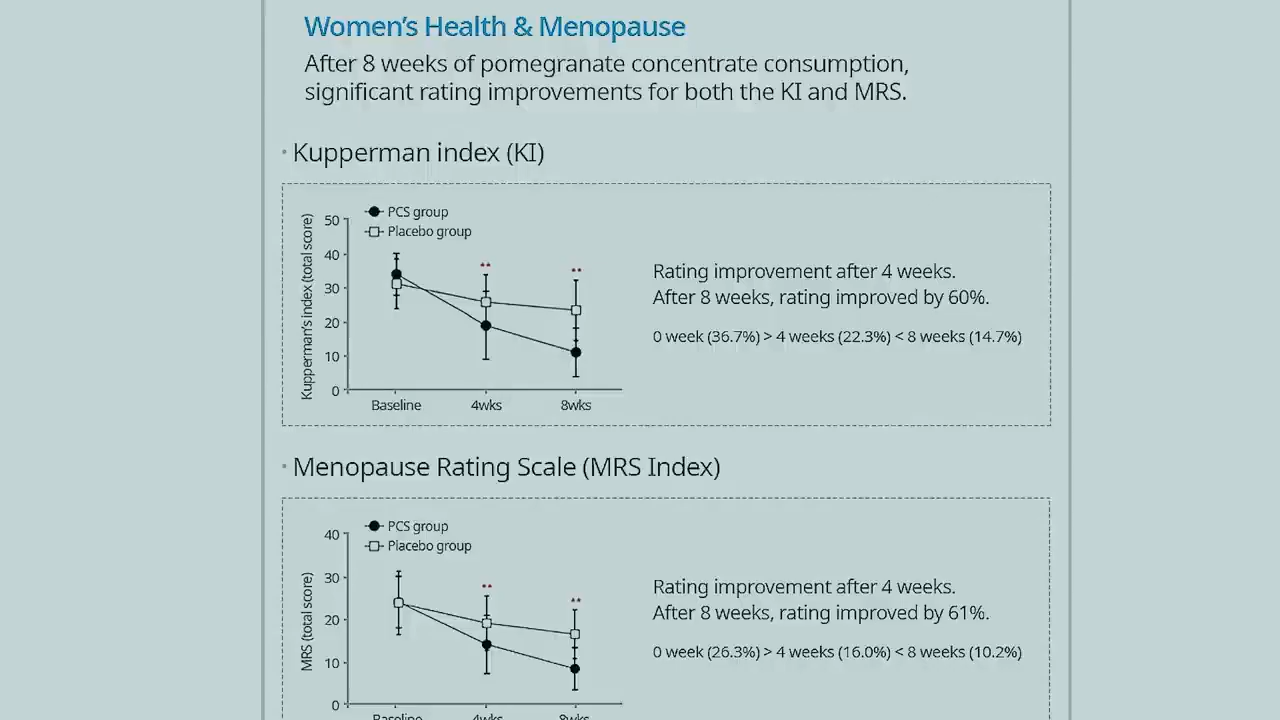 Women's Health & Menopause
After 8 weeks of pomegranate concentrate consumption,
significant rating improvements for both the KI and MRS.
· Kupperman index (KI)
PCS group
Placebo group
Kupperman's index (total score)
50
40
30
20
10
0
**
**
Baseline
4wks
8wks
Rating improvement after 4 weeks.
After 8 weeks, rating improved by 60%.
0 week (36.7%) > 4 weeks (22.3%) < 8 weeks (14.7%)
· Menopause Rating Scale (MRS Index)
PCS group
Placebo group
MRS (total score)
40
30
20
10
0
**
**
Baseline
4wks
8wks
Rating improvement after 4 weeks.
After 8 weeks, rating improved by 61%.
0 week (26.3%) > 4 weeks (16.0%) < 8 weeks (10.2%)